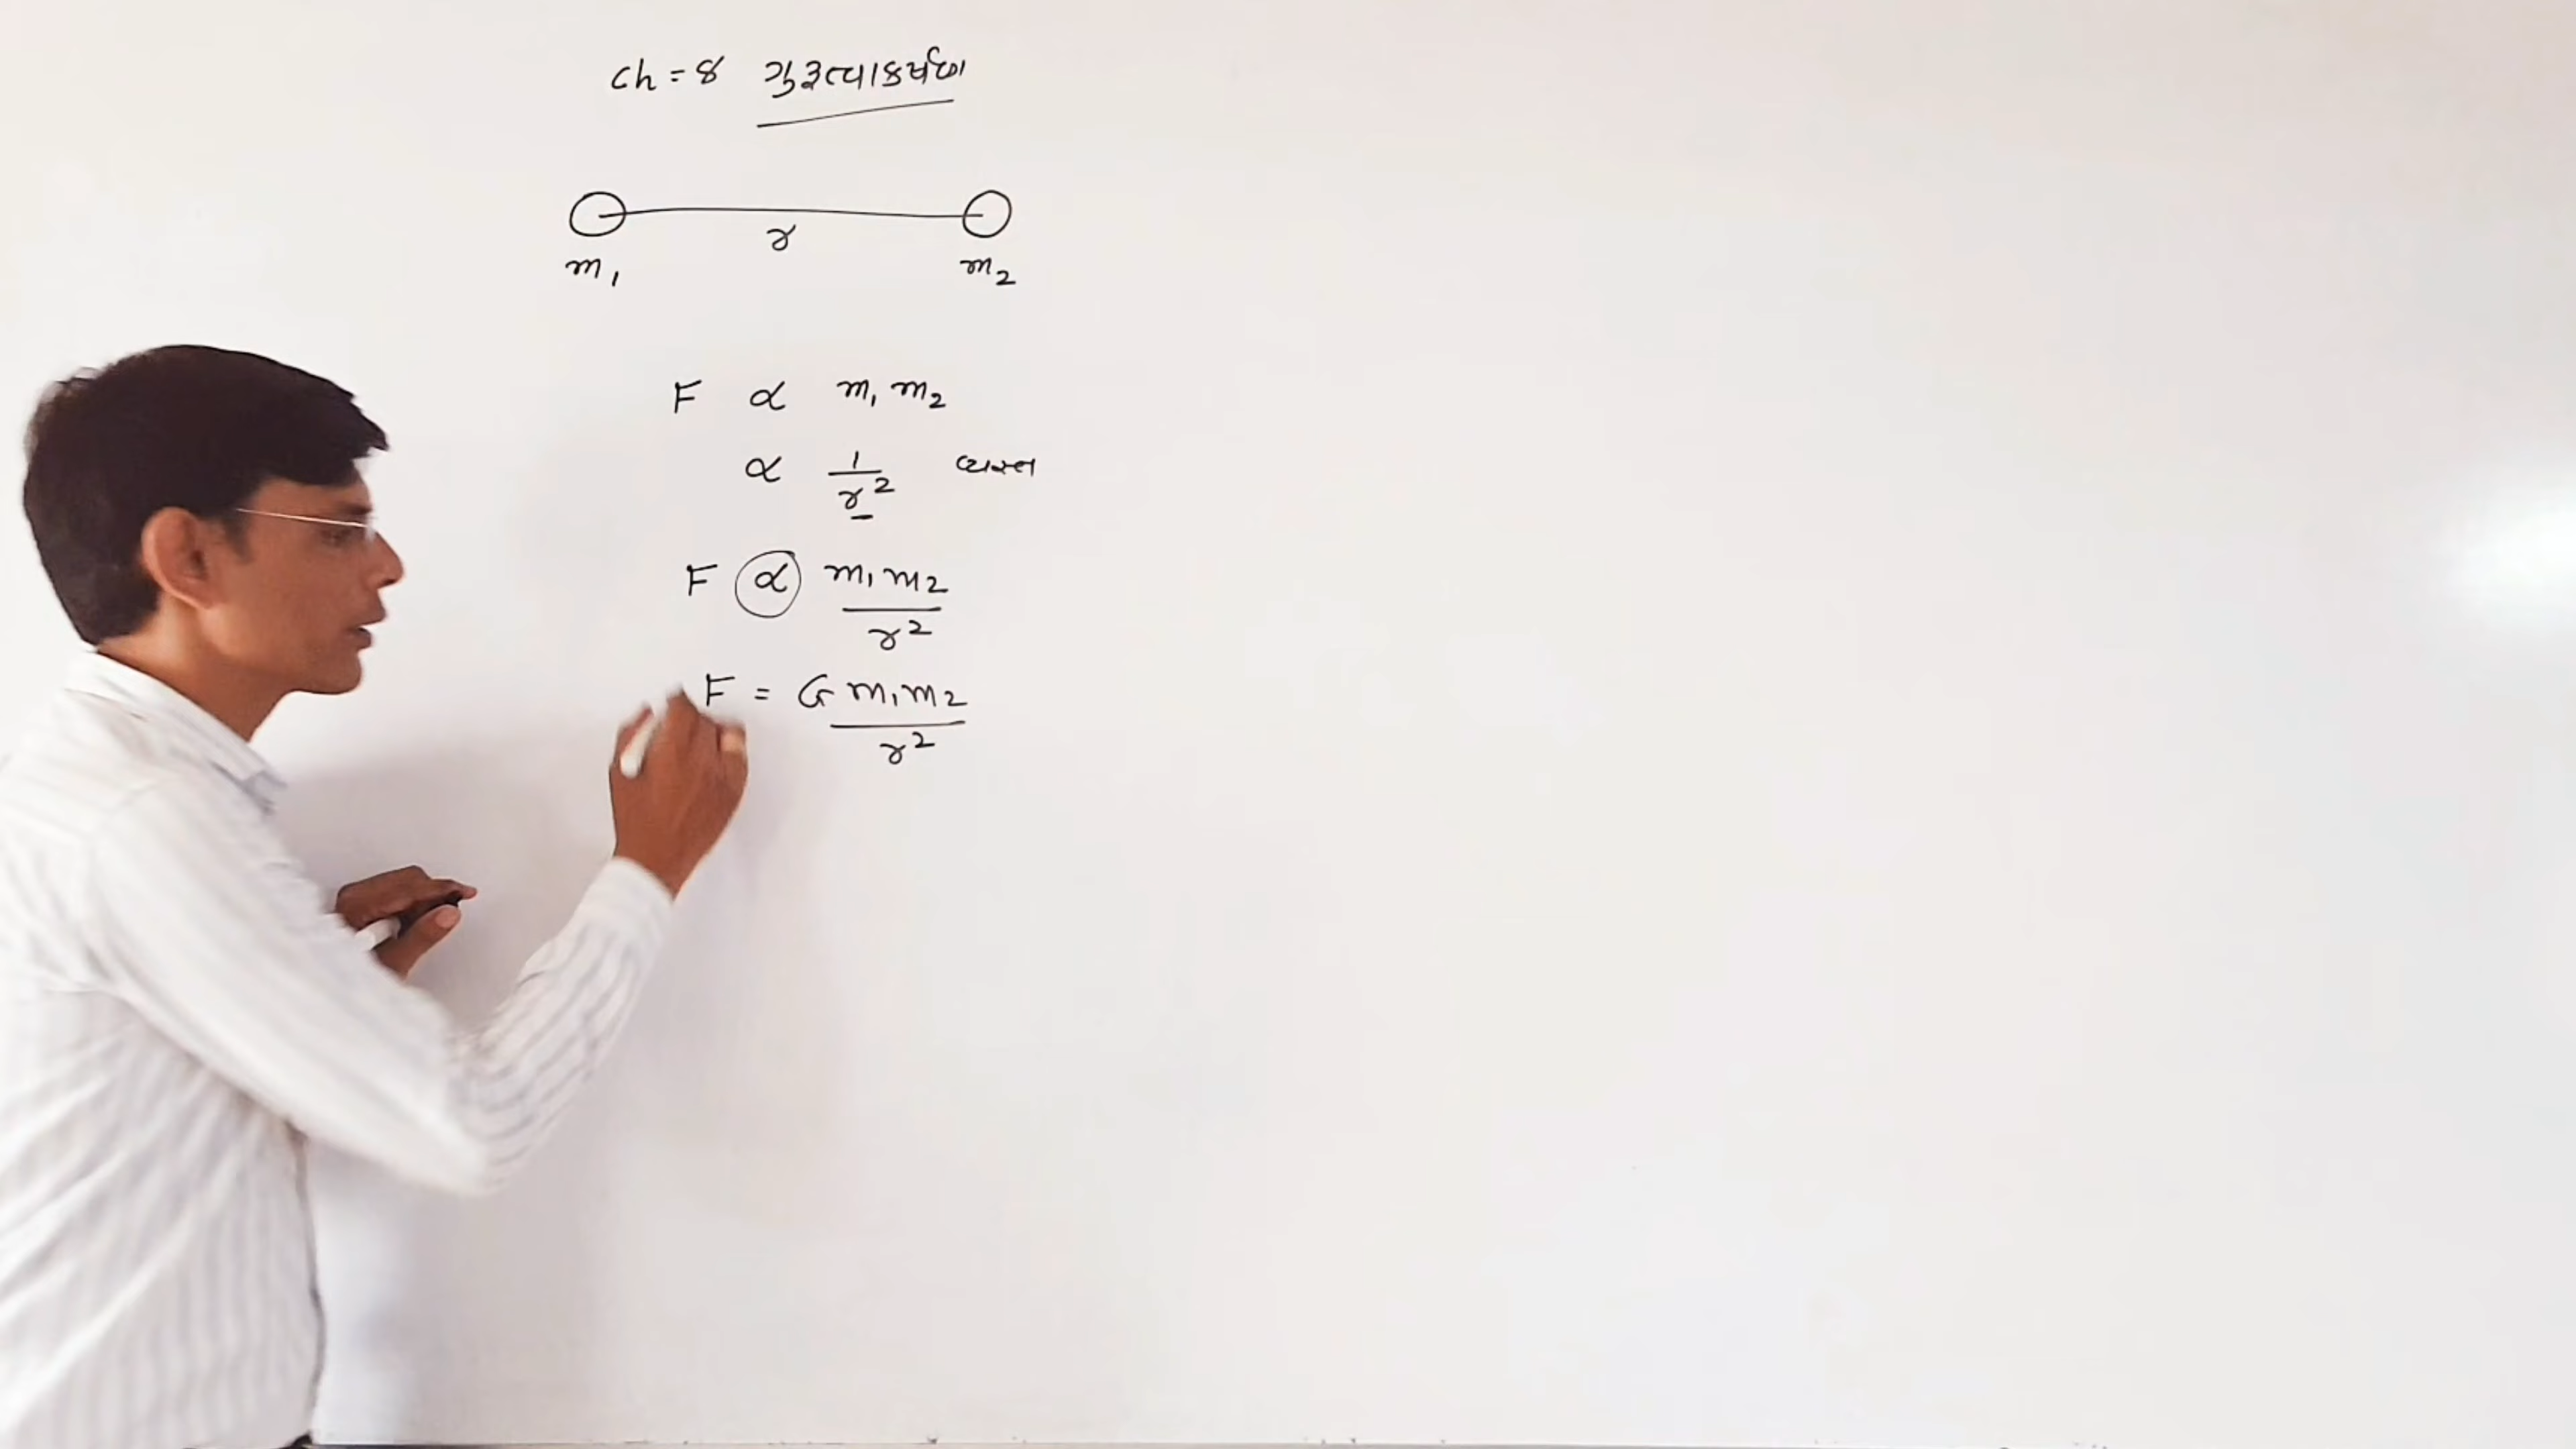 ch = 8 ગુરુત્વાકર્ષણ
r
m₁ m₂
F ∝ m₁ m₂
∝ 1/r² વ્યસ્ત
F ∝ m₁m₂/r²
F = G m₁m₂/r²